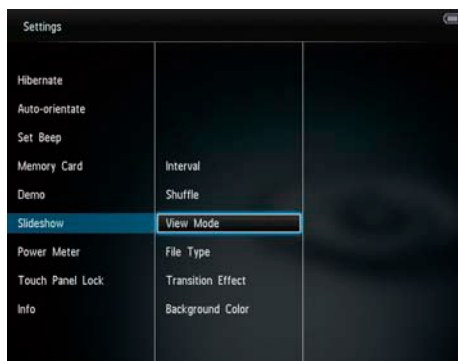 Settings
Hibernate
Auto-orientate
Set Beep
Memory Card
Interval
Demo
Shuffle
Slideshow
View Mode
Power Meter
File Type
Touch Panel Lock
Transition Effect
Info
Background Color